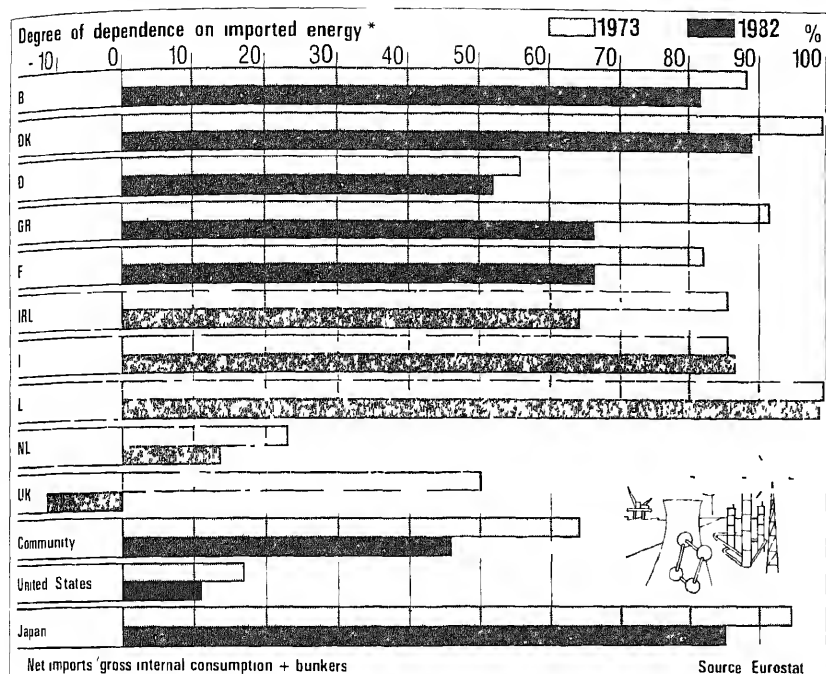 Degree of dependence on imported energy * 1973 1982 %
- 10 0 10 20 30 40 50 60 70 80 90 100
B
DK
D
GR
F
IRL
I
L
NL
UK
Community
United States
Japan
Net imports 'gross internal consumption + bunkers Source Eurostat